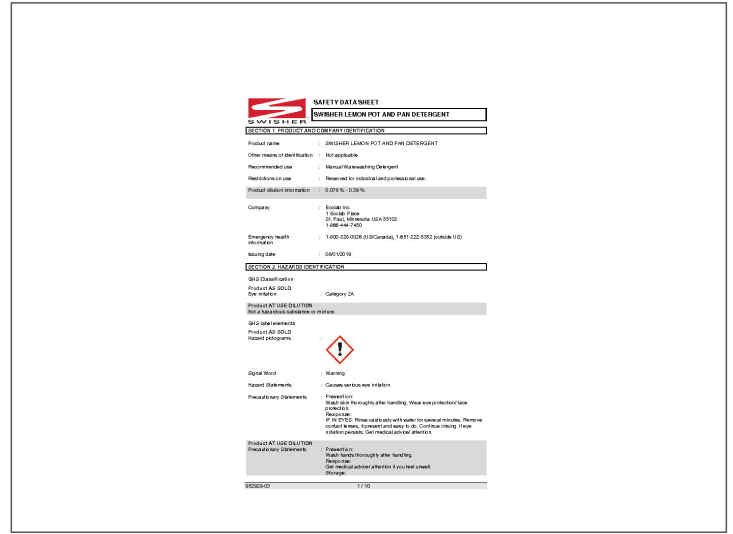 SAFETY DATA SHEET
SWISHER LEMON POT AND PAN DETERGENT
SWISHER
SECTION 1. PRODUCT AND COMPANY IDENTIFICATION
Product name : SWISHER LEMON POT AND PAN DETERGENT
Other means of identification : Not applicable
Recommended use : Manual Warewashing Detergent
Restrictions on use : Reserved for industrial and professional use.
Product dilution information : 0.078 % - 0.39 %
Company : Ecolab Inc.
1 Ecolab Place
St. Paul, Minnesota USA 55102
1-866-444-7450
Emergency health information : 1-800-328-0026 (US/Canada), 1-651-222-5352 (outside US)
Issuing date : 08/01/2019
SECTION 2. HAZARDS IDENTIFICATION
GHS Classification
Product AS SOLD
Eye irritation : Category 2A
Product AT USE DILUTION
Not a hazardous substance or mixture.
GHS label elements
Product AS SOLD
Hazard pictograms :
Signal Word : Warning
Hazard Statements : Causes serious eye irritation.
Precautionary Statements : Prevention:
Wash skin thoroughly after handling. Wear eye protection/ face
protection.
Response:
IF IN EYES: Rinse cautiously with water for several minutes. Remove
contact lenses, if present and easy to do. Continue rinsing. If eye
irritation persists: Get medical advice/ attention.
Product AT USE DILUTION
Precautionary Statements : Prevention:
Wash hands thoroughly after handling.
Response:
Get medical advice/ attention if you feel unwell.
Storage:
952929-03 1 / 10